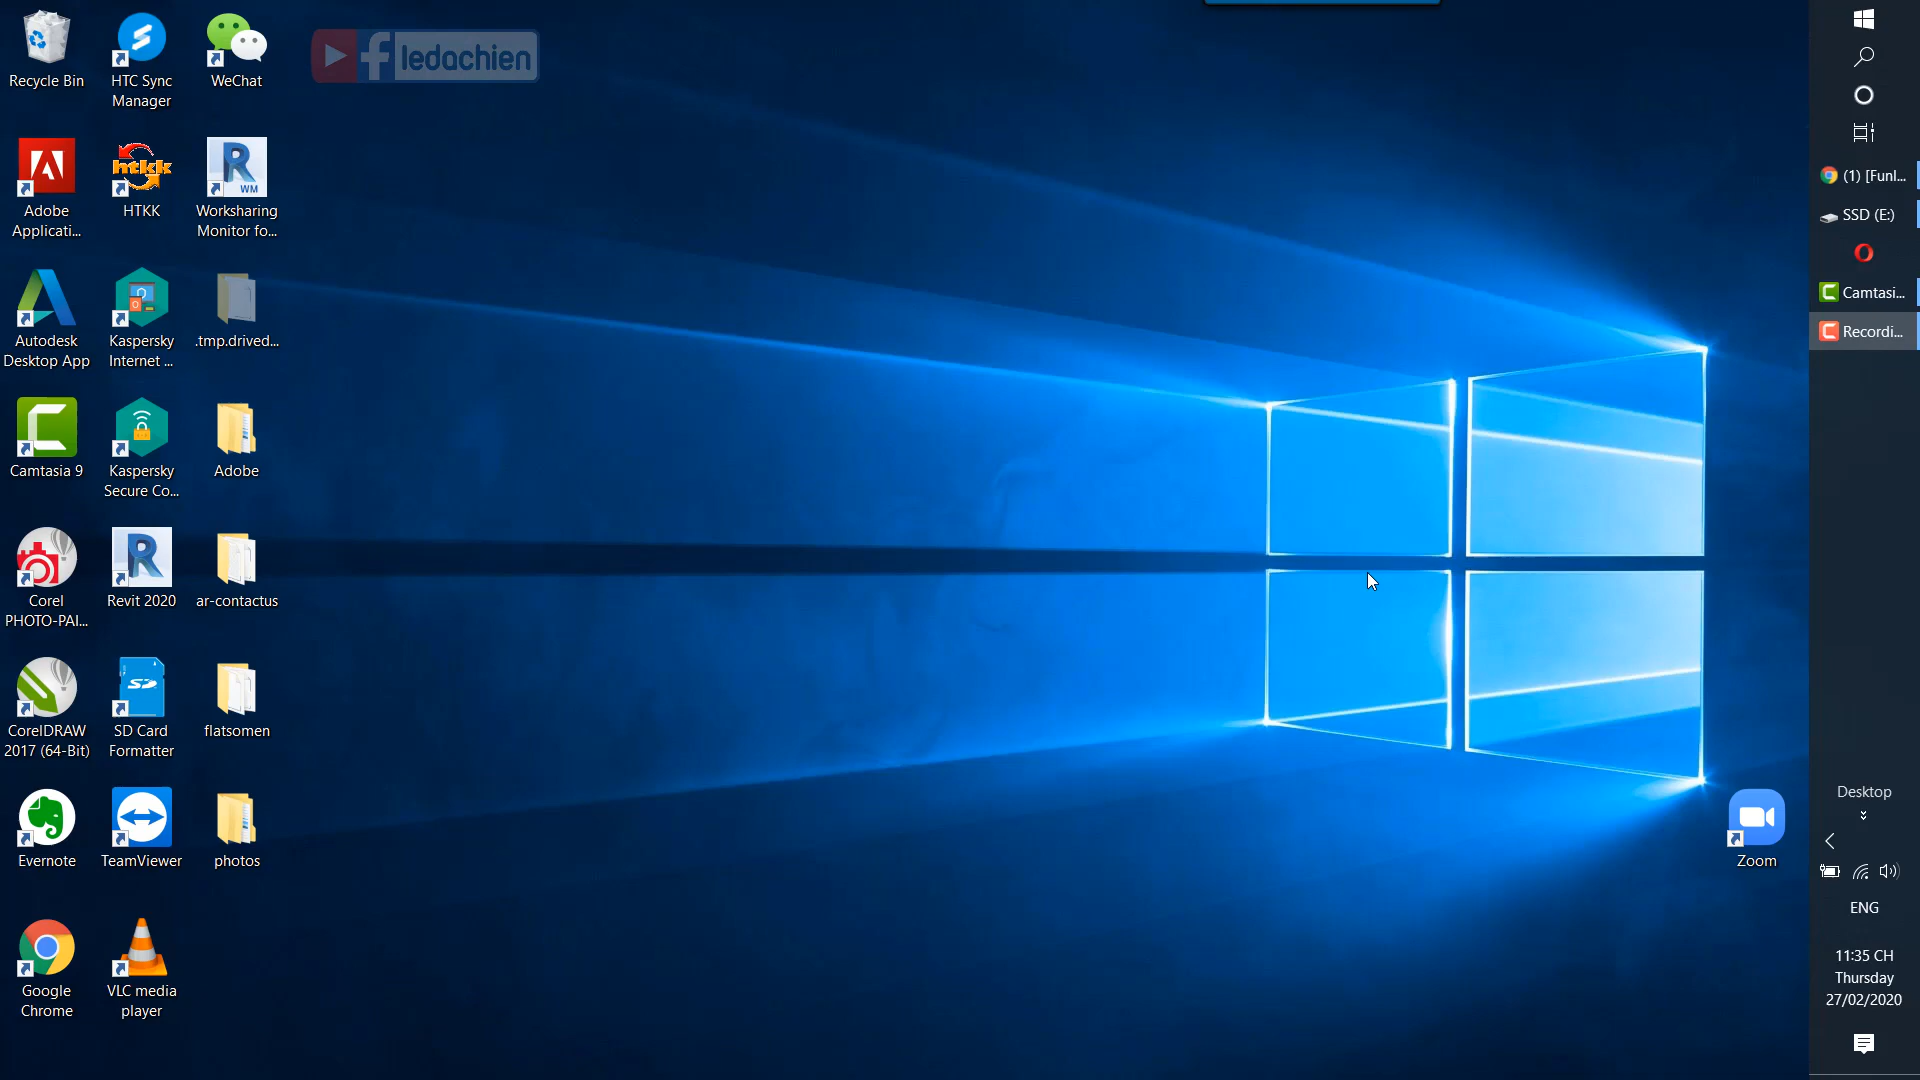 Recycle Bin
HTC Sync
Manager
WeChat
ledachien
Adobe
Applicati...
htkk
HTKK
WM
Worksharing
Monitor fo...
Autodesk
Desktop App
Kaspersky
Internet ...
.tmp.drived...
Camtasia 9
Kaspersky
Secure Co...
Adobe
Corel
PHOTO-PAI...
Revit 2020
ar-contactus
CorelDRAW
2017 (64-Bit)
SD Card
Formatter
flatsomen
Evernote
TeamViewer
photos
Google
Chrome
VLC media
player
Zoom
(1) [Funl...
SSD (E:)
Camtasi...
Recordi...
Desktop
ENG
11:35 CH
Thursday
27/02/2020